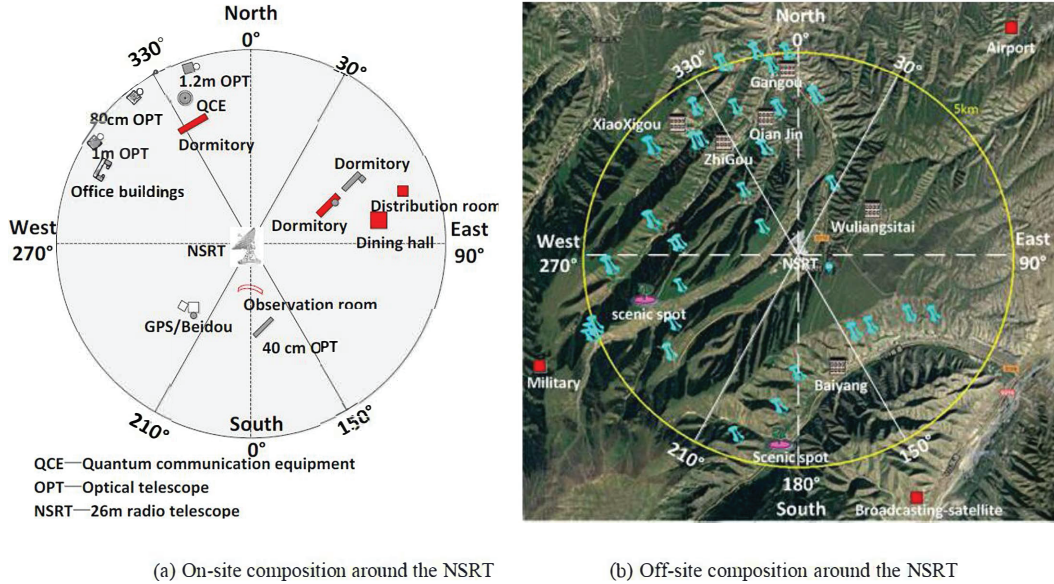 North
0°
330°
30°
1.2m OPT
QCE
80cm OPT
Dormitory
1m OPT
Office buildings
Dormitory
Distribution room
Dormitory
Dining hall
West
270°
East
90°
NSRT
Observation room
GPS/Beidou
40 cm OPT
210°
150°
South
0°
QCE—Quantum communication equipment
OPT—Optical telescope
NSRT—26m radio telescope
(a) On-site composition around the NSRT
North
0°
Airport
330°
30°
Gangou
5km
XiaoXigou
Qian Jin
ZhiGou
Wuliangsitai
West
270°
East
90°
NSRT
scenic spot
Military
Baiyang
210°
150°
Scenic spot
180°
South
Broadcasting-satellite
(b) Off-site composition around the NSRT